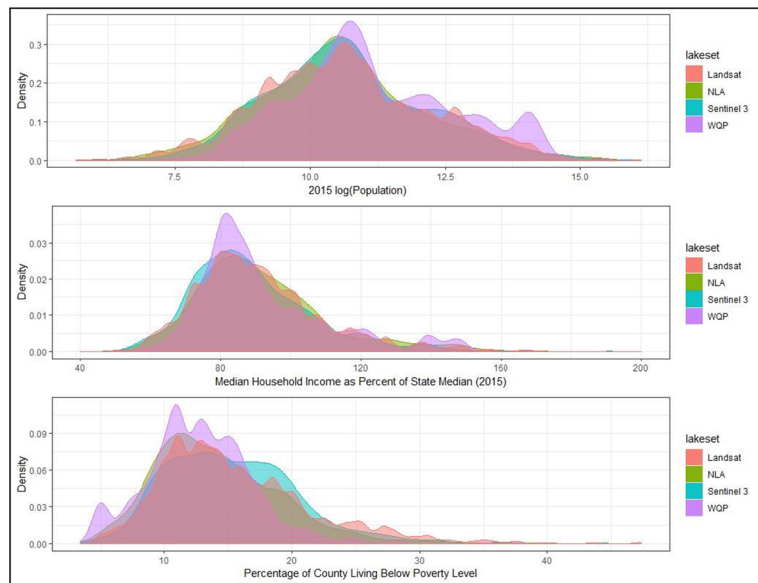 lakeset
Landsat
NLA
Sentinel 3
WQP
Density
0.3
0.2
0.1
0.0
7.5 10.0 12.5 15.0
2015 log(Population)
lakeset
Landsat
NLA
Sentinel 3
WQP
Density
0.03
0.02
0.01
0.00
40 80 120 160 200
Median Household Income as Percent of State Median (2015)
lakeset
Landsat
NLA
Sentinel 3
WQP
Density
0.09
0.06
0.03
0.00
10 20 30 40
Percentage of County Living Below Poverty Level